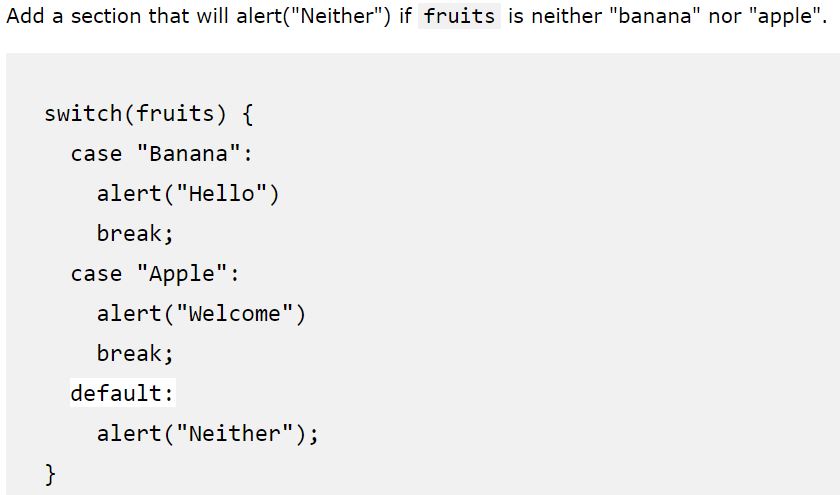 Add a section that will alert("Neither") if fruits is neither "banana" nor "apple".
switch(fruits) {
case "Banana":
alert("Hello")
break;
case "Apple":
alert("Welcome")
break;
default:
alert("Neither");
}